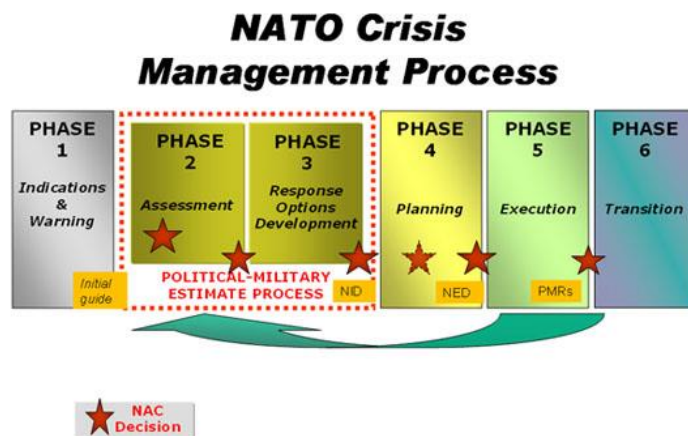 NATO Crisis
Management Process
PHASE
1
Indications
&
Warning
Initial
guide
PHASE
2
Assessment
PHASE
3
Response
Options
Development
POLITICAL-MILITARY
ESTIMATE PROCESS
NID
PHASE
4
Planning
NED
PHASE
5
Execution
PMRs
PHASE
6
Transition
NAC
Decision